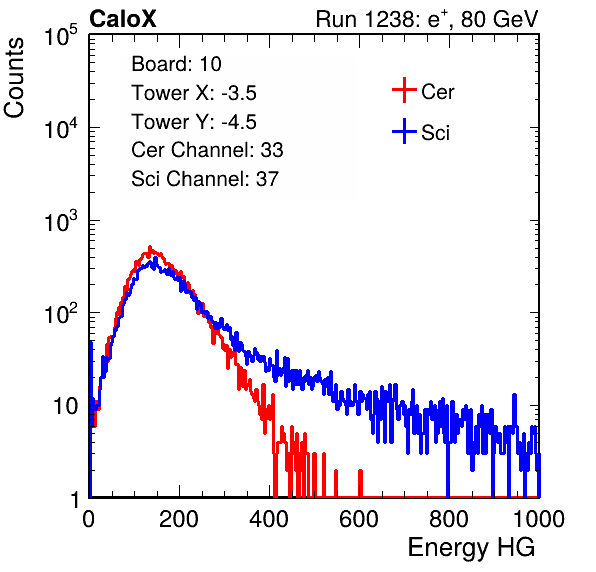 CaloX Run 1238: e⁺, 80 GeV
Counts
Board: 10
Tower X: -3.5
Tower Y: -4.5
Cer Channel: 33
Sci Channel: 37
Cer
Sci
10⁵
10⁴
10³
10²
10
1
0 200 400 600 800 1000
Energy HG